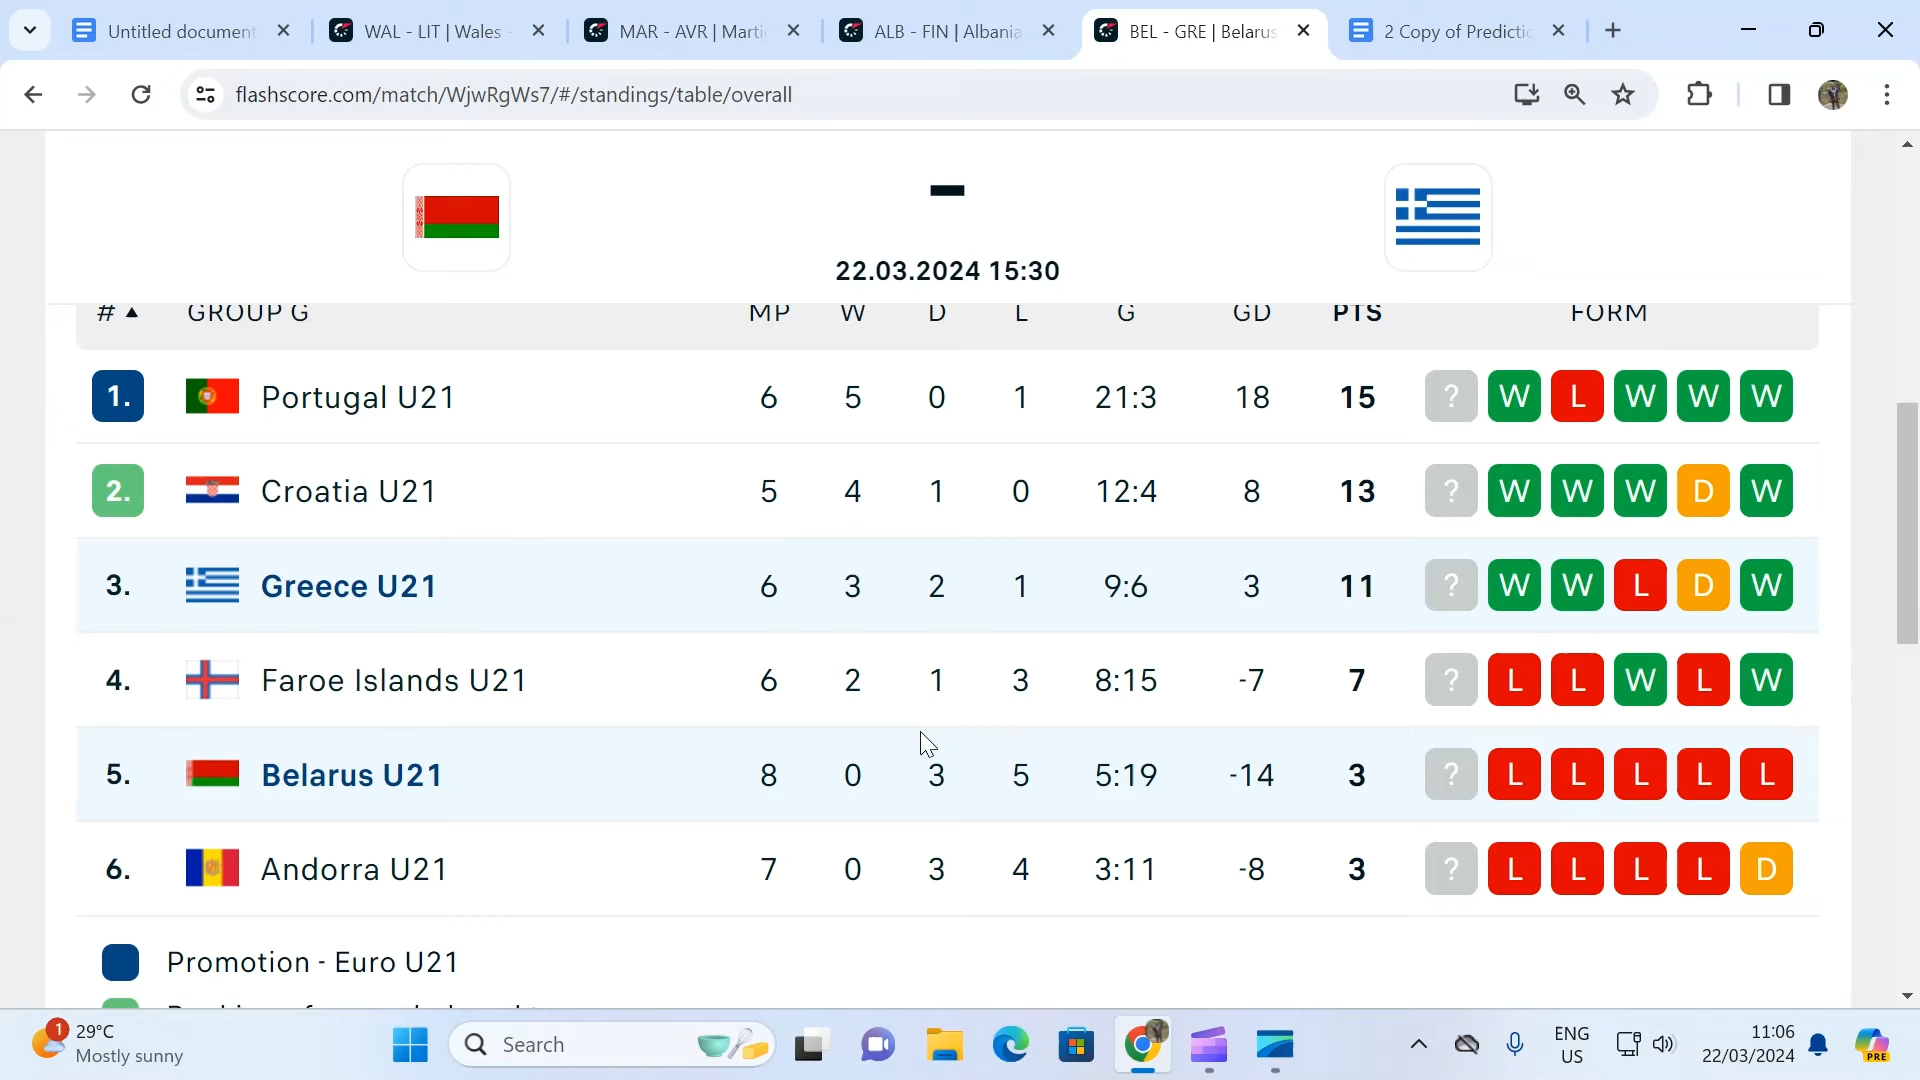 Untitled document
WAL - LIT | Wales -
MAR - AVR | Marti
ALB - FIN | Albania
BEL - GRE | Belarus
2 Copy of Predictio
flashscore.com/match/WjwRgWs7/#/standings/table/overall
22.03.2024 15:30
# GROUP G MP W D L G GD PTS FORM
1. Portugal U21 6 5 0 1 21:3 18 15 ? W L W W W
2. Croatia U21 5 4 1 0 12:4 8 13 ? W W W D W
3. Greece U21 6 3 2 1 9:6 3 11 ? W W L D W
4. Faroe Islands U21 6 2 1 3 8:15 -7 7 ? L L W L W
5. Belarus U21 8 0 3 5 5:19 -14 3 ? L L L L L
6. Andorra U21 7 0 3 4 3:11 -8 3 ? L L L L D
Promotion - Euro U21
1
29°C
Mostly sunny
Search
ENG
US
11:06
22/03/2024
PRE